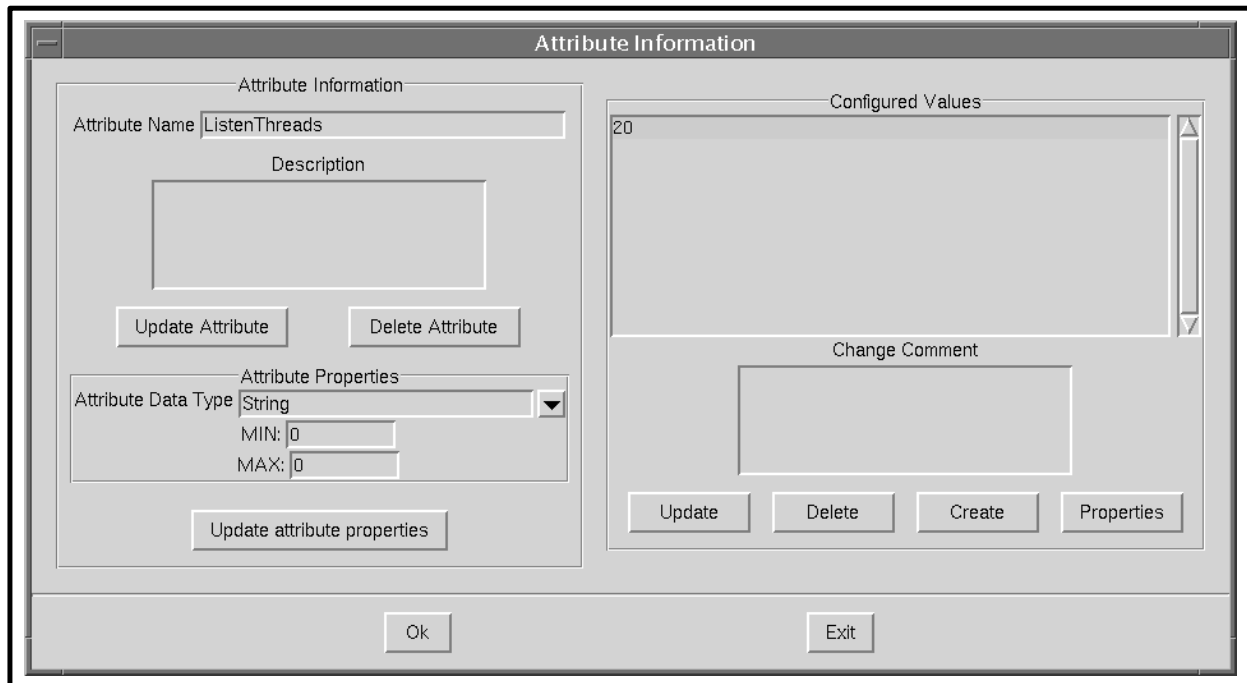 Attribute Information
Attribute Information
Attribute Name ListenThreads
Description
Update Attribute Delete Attribute
Attribute Properties
Attribute Data Type String
MIN: 0
MAX: 0
Update attribute properties
Configured Values
20
Change Comment
Update Delete Create Properties
Ok Exit